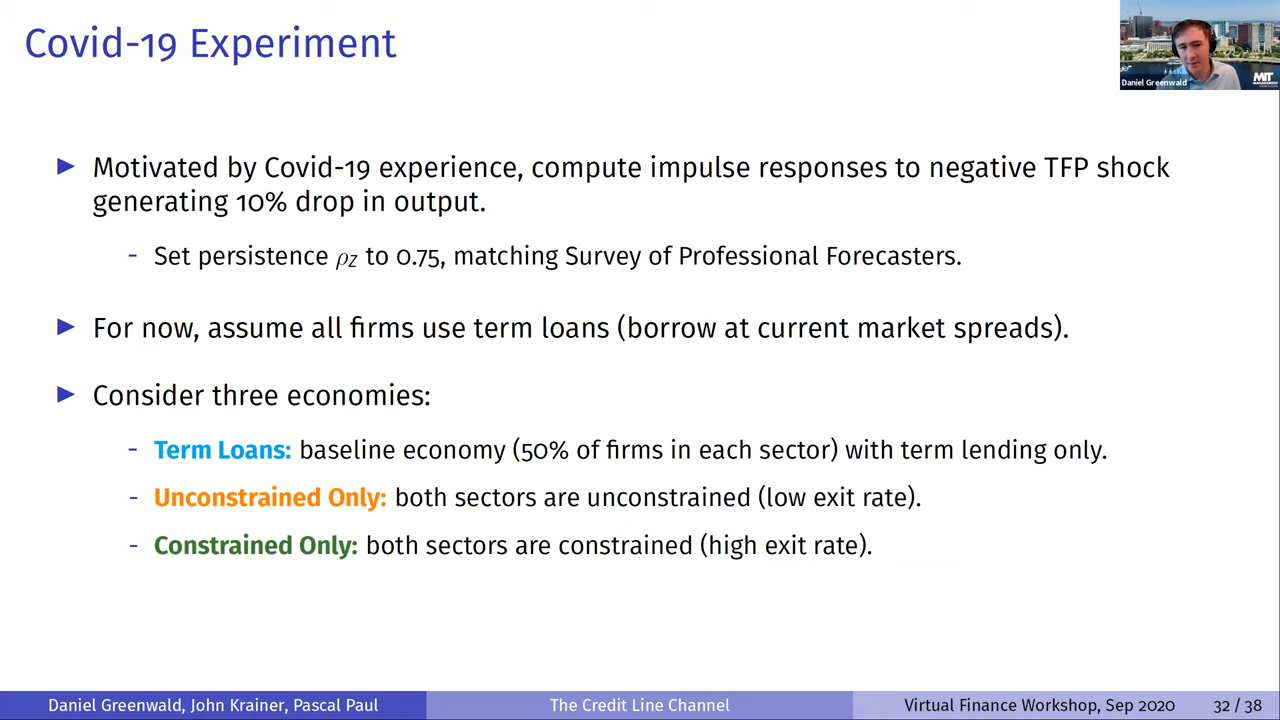 Covid-19 Experiment
Daniel Greenwald
MIT
MANAGEMENT
▶ Motivated by Covid-19 experience, compute impulse responses to negative TFP shock
generating 10% drop in output.
- Set persistence ρZ to 0.75, matching Survey of Professional Forecasters.
▶ For now, assume all firms use term loans (borrow at current market spreads).
▶ Consider three economies:
- Term Loans: baseline economy (50% of firms in each sector) with term lending only.
- Unconstrained Only: both sectors are unconstrained (low exit rate).
- Constrained Only: both sectors are constrained (high exit rate).
Daniel Greenwald, John Krainer, Pascal Paul
The Credit Line Channel
Virtual Finance Workshop, Sep 2020
32 / 38